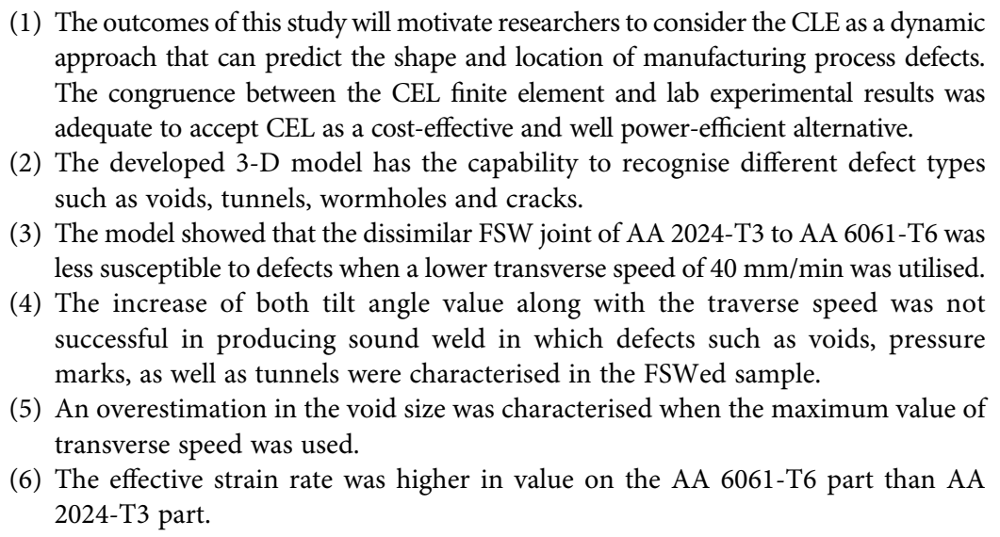 (1) The outcomes of this study will motivate researchers to consider the CLE as a dynamic
approach that can predict the shape and location of manufacturing process defects.
The congruence between the CEL finite element and lab experimental results was
adequate to accept CEL as a cost-effective and well power-efficient alternative.
(2) The developed 3-D model has the capability to recognise different defect types
such as voids, tunnels, wormholes and cracks.
(3) The model showed that the dissimilar FSW joint of AA 2024-T3 to AA 6061-T6 was
less susceptible to defects when a lower transverse speed of 40 mm/min was utilised.
(4) The increase of both tilt angle value along with the traverse speed was not
successful in producing sound weld in which defects such as voids, pressure
marks, as well as tunnels were characterised in the FSWed sample.
(5) An overestimation in the void size was characterised when the maximum value of
transverse speed was used.
(6) The effective strain rate was higher in value on the AA 6061-T6 part than AA
2024-T3 part.